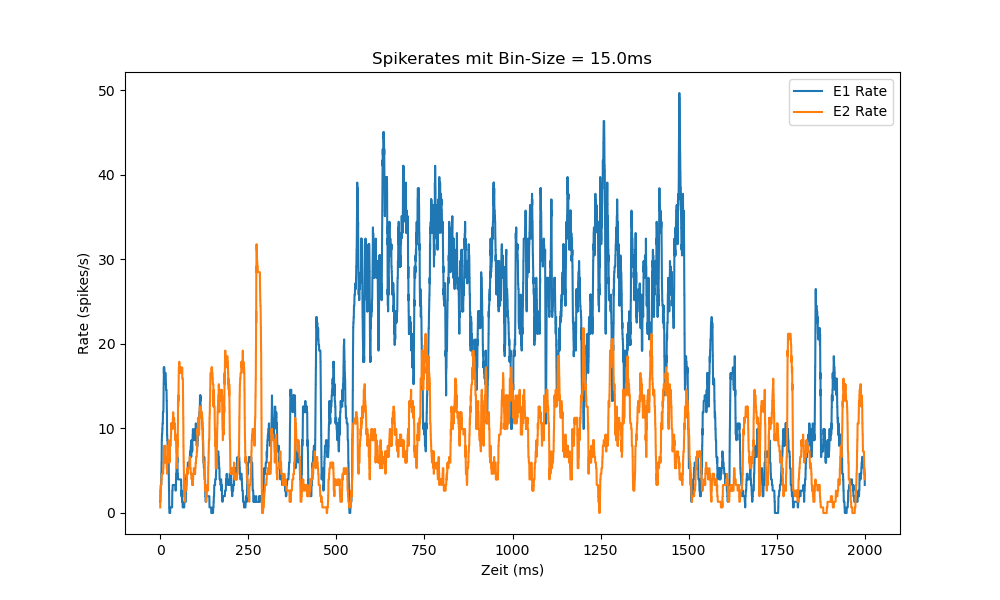 Spikerates mit Bin-Size = 15.0ms
E1 Rate
E2 Rate
Rate (spikes/s)
50
40
30
20
10
0
0 250 500 750 1000 1250 1500 1750 2000
Zeit (ms)